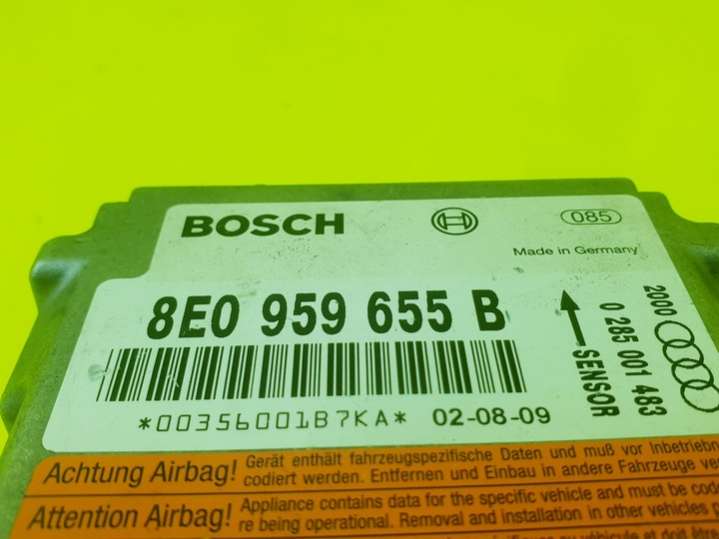 BOSCH
085
Made in Germany
8E0 959 655 B
*00356001B7KA* 02-08-09
SENSOR
0 285 001 483
2000
Achtung Airbag! Gerät enthält fahrzeugspezifische Daten und muß vor Inbetrieb
codiert werden. Entfernen und Einbau in andere Fahrzeuge
Attention Airbag! Appliance contains data for the specific vehicle and must be
re being operational. Removal and installation in other vehicles